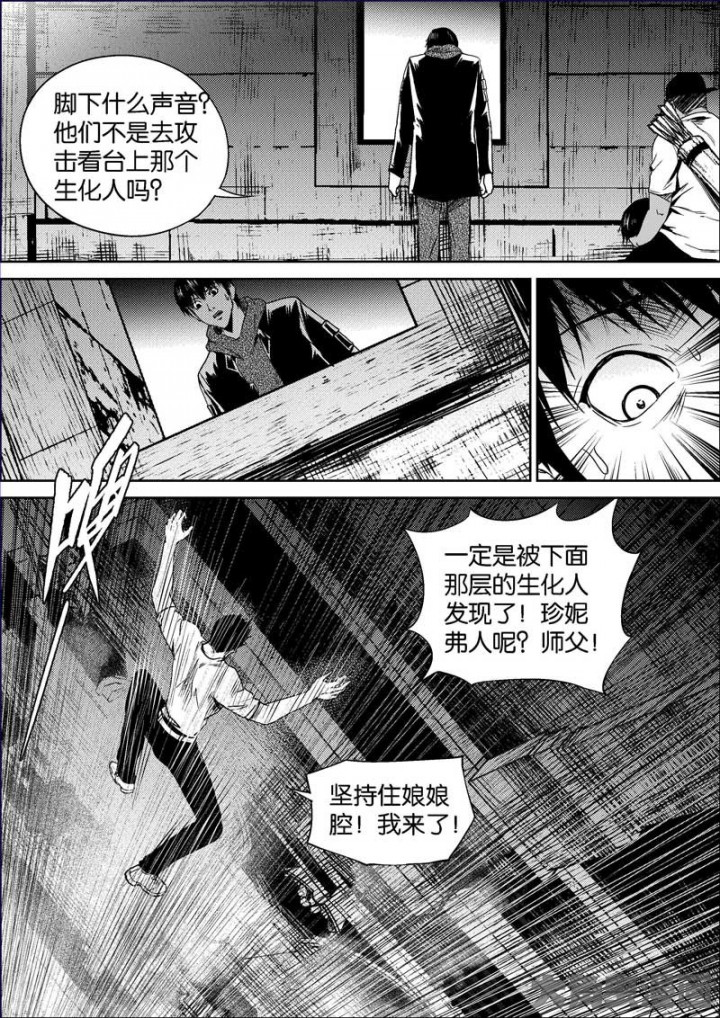 脚下什么声音？
他们不是去攻
击看台上那个
生化人吗？
一定是被下面
那层的生化人
发现了！珍妮
弗人呢？师父！
坚持住娘娘
腔！我来了！